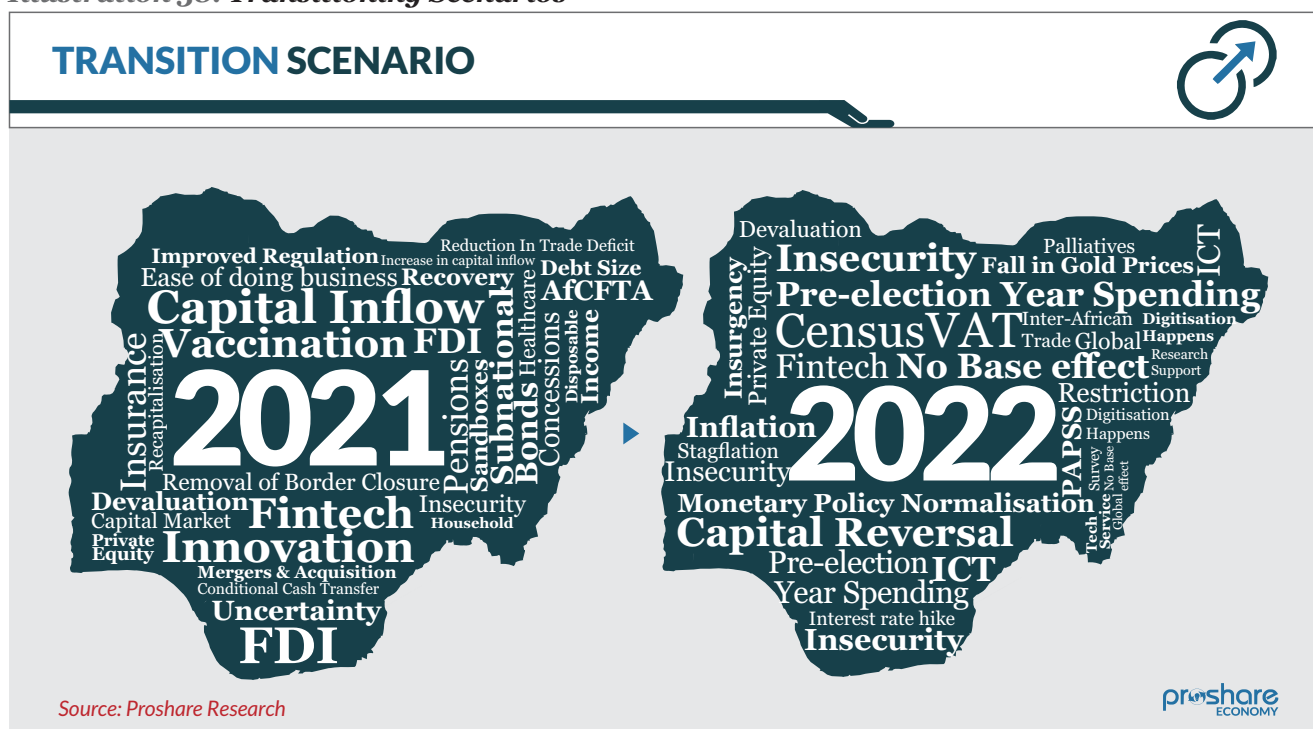 Transitioning Scenarios
TRANSITION SCENARIO
Improved Regulation
Increase in capital inflow
Reduction In Trade Deficit
Ease of doing business
Recovery
Debt Size
AfCFTA
Capital Inflow
Vaccination
FDI
Insurance
Recapitalisation
2021
Pensions
Sandboxes
Subnational
Bonds
Healthcare
Concessions
Disposable
Income
Removal of Border Closure
Devaluation
Capital Market
Fintech
Insecurity
Household
Private
Equity
Innovation
Mergers & Acquisition
Conditional Cash Transfer
Uncertainty
FDI
Devaluation
Insurgency
Private Equity
Insecurity
Palliatives
Fall in Gold Prices
ICT
Pre-election Year Spending
Census
VAT
Inter-African
Trade
Global
Digitisation
Happens
Fintech
No Base effect
Research
Support
Restriction
Inflation
Stagflation
Insecurity
2022
PAPSS
Digitisation
Happens
Survey
No Base
Global effect
Tech
Service
Monetary Policy Normalisation
Capital Reversal
Pre-election
ICT
Year Spending
Interest rate hike
Insecurity
Source: Proshare Research
proshare
ECONOMY